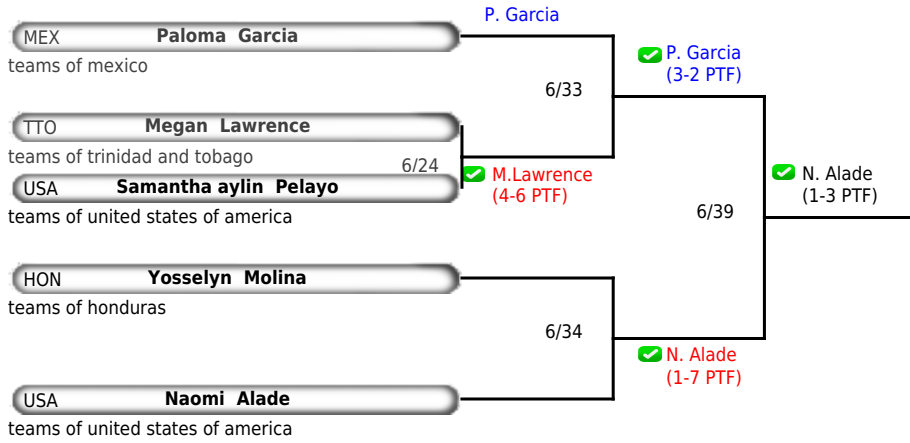 P. Garcia
MEX Paloma Garcia
teams of mexico
P. Garcia
(3-2 PTF)
6/33
TTO Megan Lawrence
teams of trinidad and tobago
6/24
M.Lawrence
(4-6 PTF)
USA Samantha aylin Pelayo
teams of united states of america
N. Alade
(1-3 PTF)
6/39
HON Yosselyn Molina
teams of honduras
6/34
N. Alade
(1-7 PTF)
USA Naomi Alade
teams of united states of america